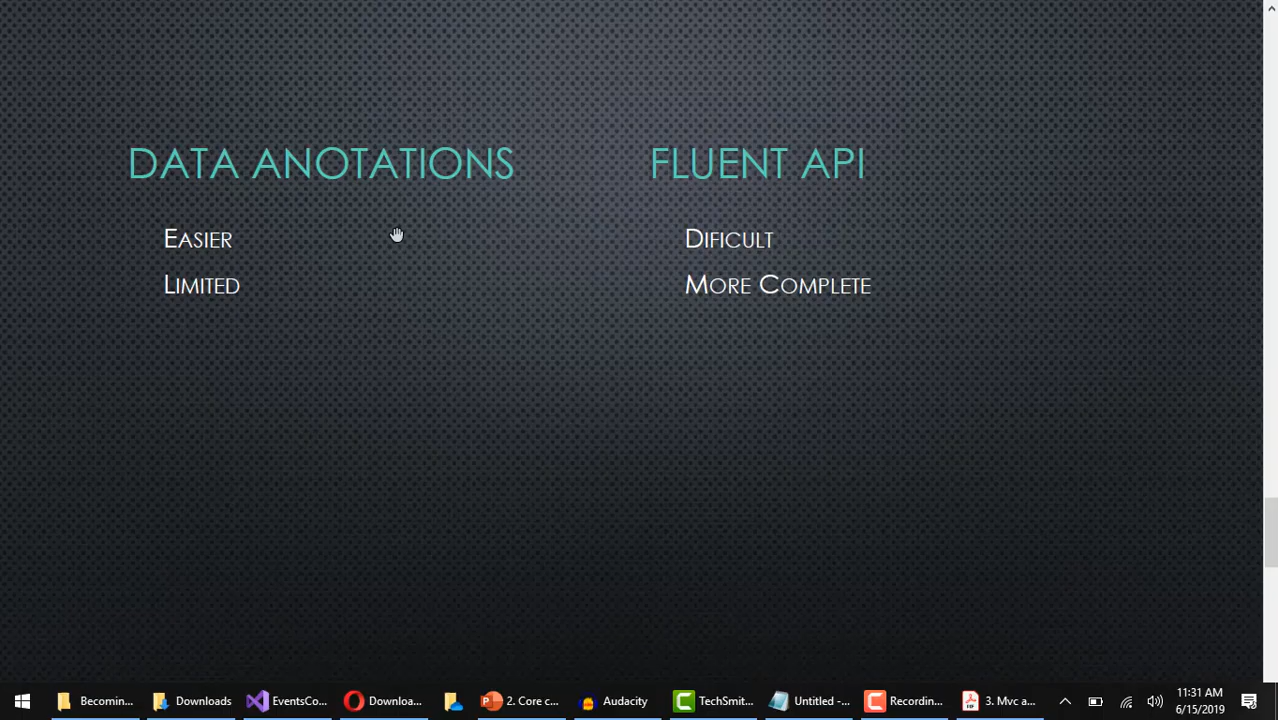 DATA ANOTATIONS
EASIER
LIMITED
FLUENT API
DIFICULT
MORE COMPLETE
Becomin...
Downloads
EventsCo...
Downloa...
2. Core c...
Audacity
TechSmit...
Untitled -...
Recordin...
3. Mvc a...
11:31 AM
6/15/2019